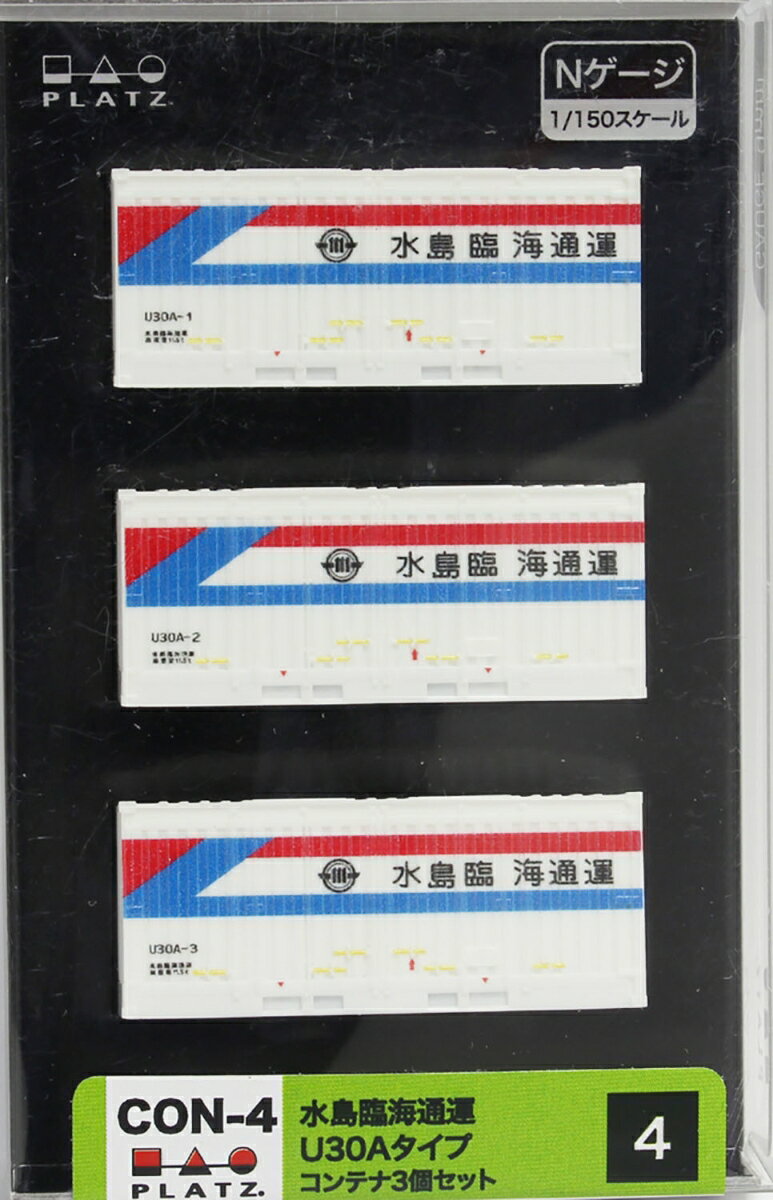 PLATZ
Nゲージ
1/150スケール
水島臨海通運
U30A-1
水島臨海通運
U30A-2
水島臨海通運
U30A-3
CON-4
PLATZ.
水島臨海通運
U30Aタイプ
コンテナ3個セット
4